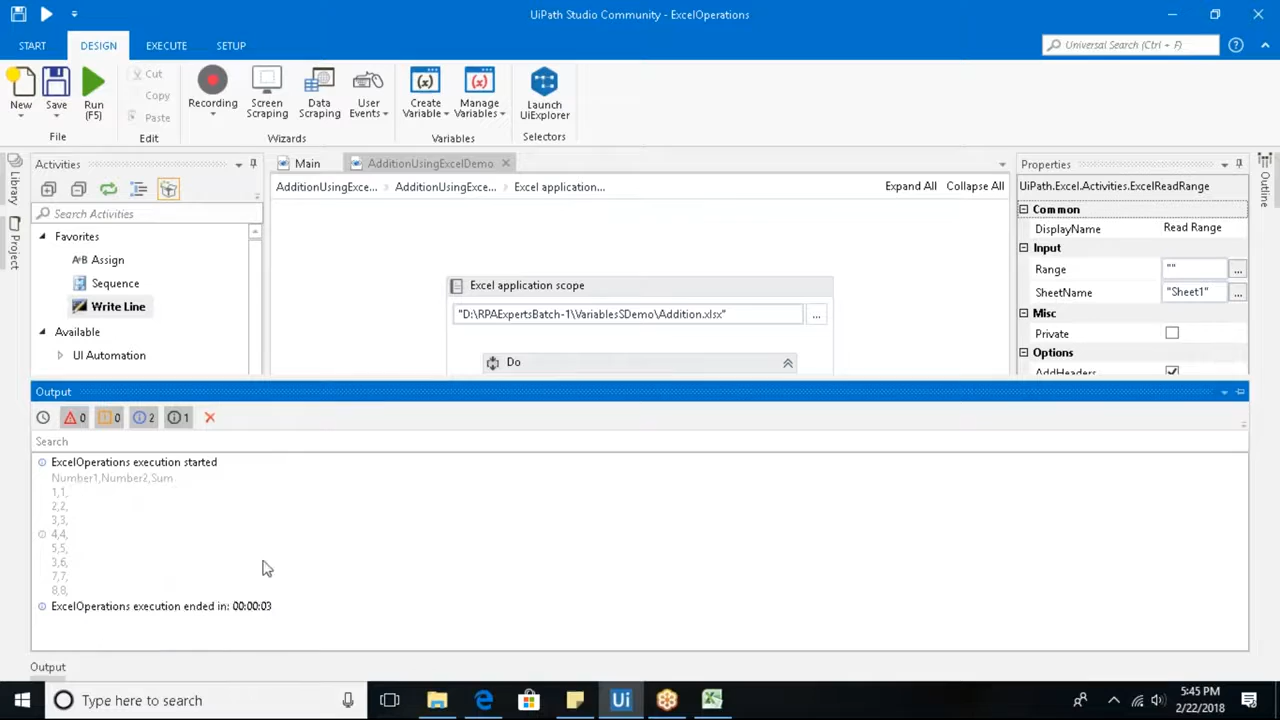 UiPath Studio Community - ExcelOperations
START DESIGN EXECUTE SETUP
Universal Search (Ctrl + F)
New
Save
Run (F5)
Cut
Copy
Paste
Recording
Screen Scraping
Data Scraping
User Events
Create Variable
Manage Variables
Launch UiExplorer
File Edit Wizards Variables Selectors
Library
Project
Activities
Search Activities
Favorites
A+B Assign
Sequence
Write Line
Available
UI Automation
Main AdditionUsingExcelDemo
AdditionUsingExce... AdditionUsingExce... Excel application... Expand All Collapse All
Excel application scope
"D:\RPAExpertsBatch-1\VariablesSDemo\Addition.xlsx" ...
Do
Properties
UiPath.Excel.Activities.ExcelReadRange
Common
DisplayName Read Range
Input
Range "" ...
SheetName "Sheet1" ...
Misc
Private
Options
AddHeaders
Outline
Output
0 0 2 1
Search
ExcelOperations execution started
Number1,Number2,Sum
1,1,
2,2,
3,3,
4,4,
5,5,
3,6,
7,7,
8,8,
ExcelOperations execution ended in: 00:00:03
Output
Type here to search
Ui
5:45 PM
2/22/2018